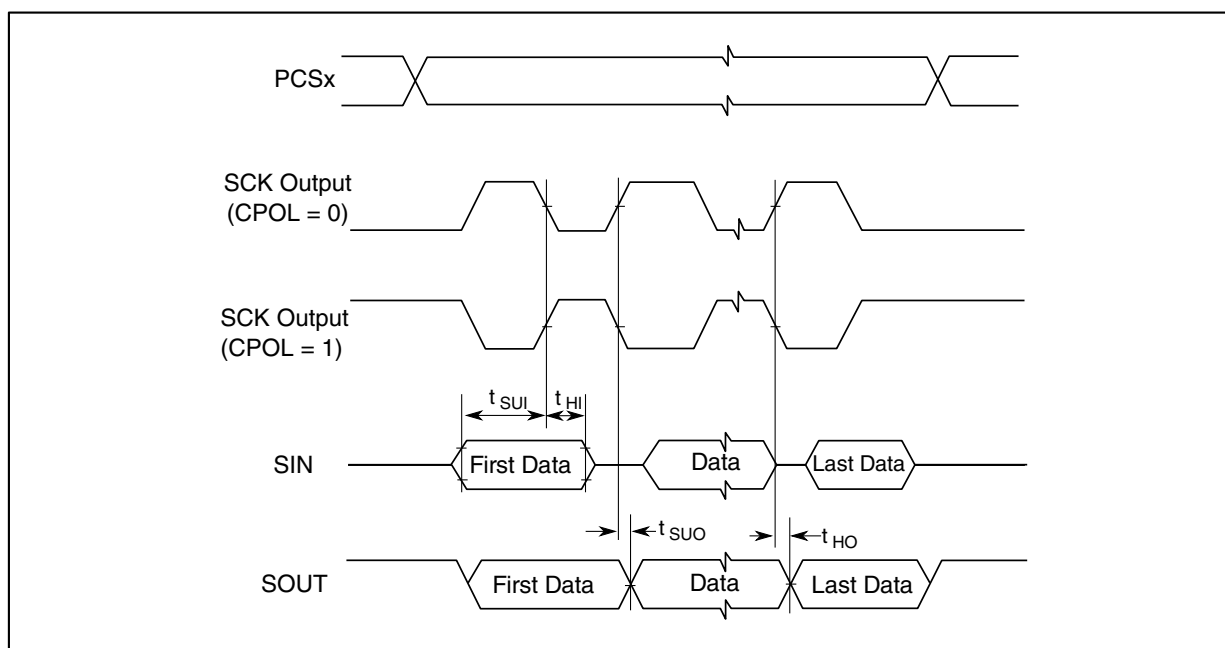 PCSx
SCK Output
(CPOL = 0)
SCK Output
(CPOL = 1)
t SUI
t HI
SIN
First Data
Data
Last Data
t SUO
t HO
SOUT
First Data
Data
Last Data